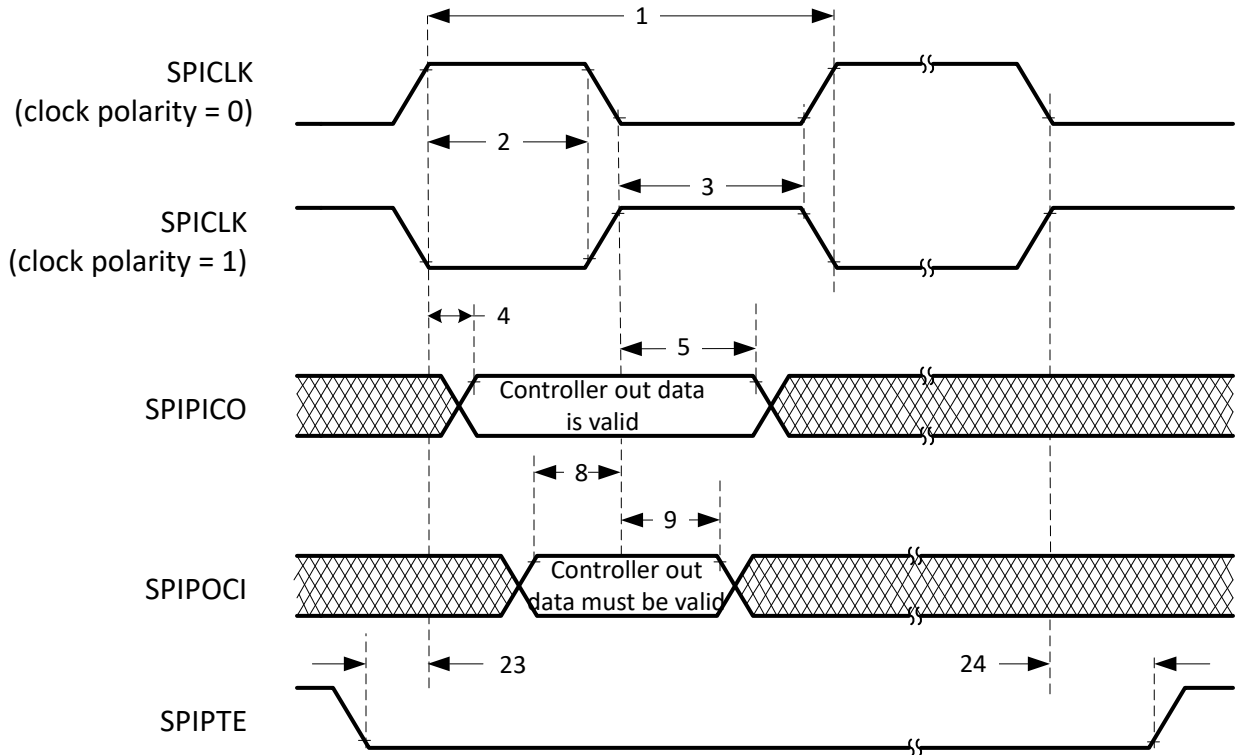 1
SPICLK
(clock polarity = 0)
2
3
SPICLK
(clock polarity = 1)
4
5
SPIPICO
Controller out data
is valid
8
9
SPIPOCI
Controller out
data must be valid
23
24
SPIPTE